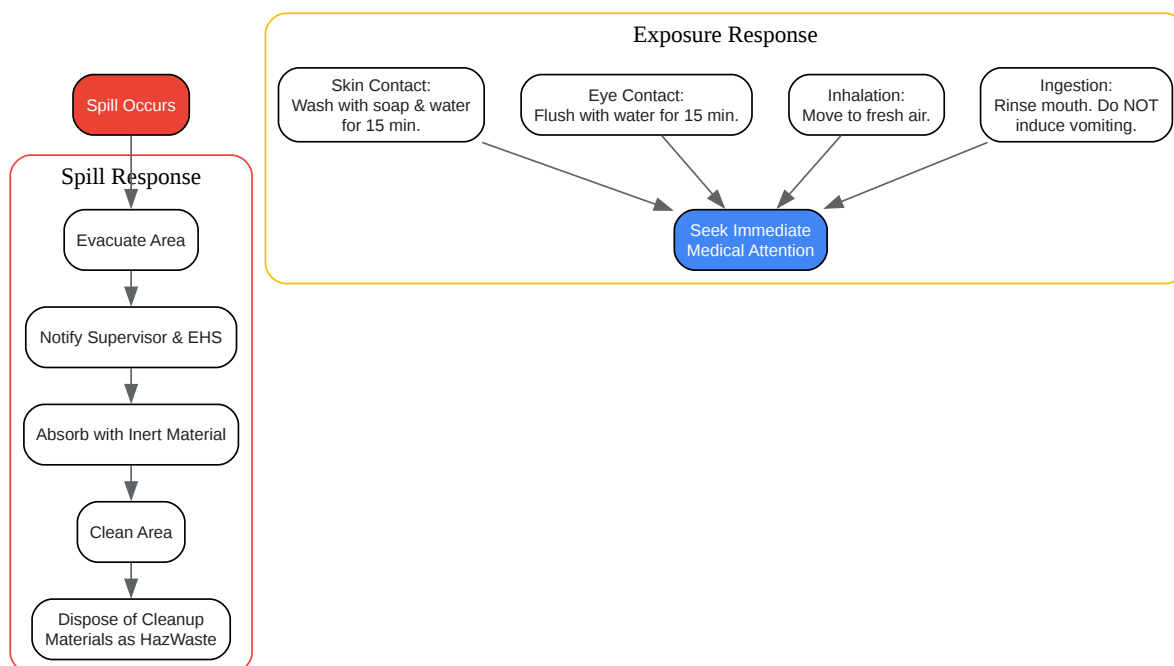 Spill Occurs
Spill Response
Evacuate Area
Notify Supervisor & EHS
Absorb with Inert Material
Clean Area
Dispose of Cleanup
Materials as HazWaste
Exposure Response
Skin Contact:
Wash with soap & water
for 15 min.
Eye Contact:
Flush with water for 15 min.
Inhalation:
Move to fresh air.
Ingestion:
Rinse mouth. Do NOT
induce vomiting.
Seek Immediate
Medical Attention